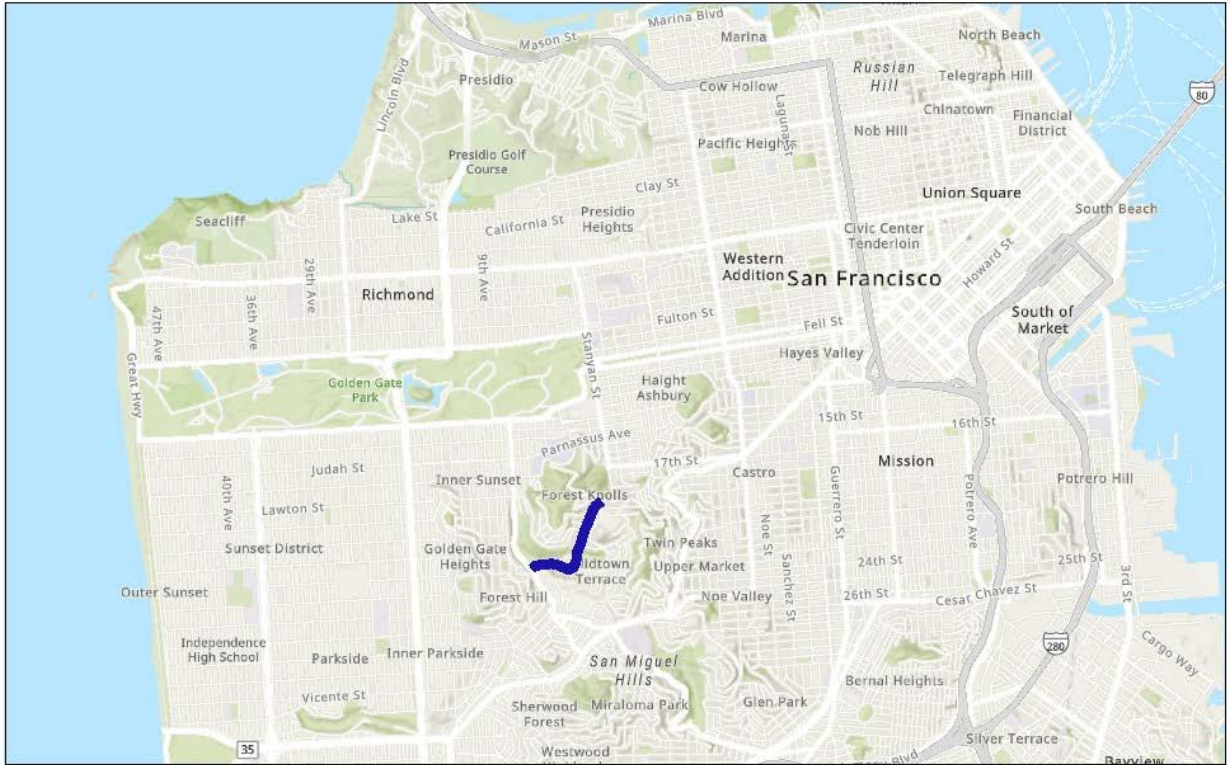 Marina Blvd
Marina
Mason St
North Beach
Lincoln Blvd
Presidio
Cow Hollow
Russian
Hill
Telegraph Hill
80
Laguna St
Chinatown
Financial
District
Nob Hill
Pacific Heights
Presidio Golf
Course
Clay St
Union Square
Seacliff
Lake St
California St
Presidio
Heights
South Beach
Civic Center
Tenderloin
Howard St
Western
Addition
San Francisco
29th Ave
9th Ave
Richmond
47th Ave
36th Ave
South of
Market
Fulton St
Fell St
Stanyan St
Hayes Valley
Great Hwy
Golden Gate
Park
Haight
Ashbury
15th St
16th St
Parnassus Ave
17th St
Castro
Mission
Judah St
Inner Sunset
Forest Knolls
Guerrero St
Potrero Ave
Potrero Hill
40th Ave
Lawton St
Sunset District
Golden Gate
Heights
Twin Peaks
Upper Market
Noe St
Sanchez St
24th St
25th St
3rd St
idtown
Terrace
Outer Sunset
Forest Hill
Noe Valley
26th St
Cesar Chavez St
Independence
High School
Parkside
Inner Parkside
San Miguel
Hills
280
Cargo Way
Vicente St
Bernal Heights
Sherwood
Forest
Miraloma Park
Glen Park
35
Silver Terrace
Westwood
Bayview